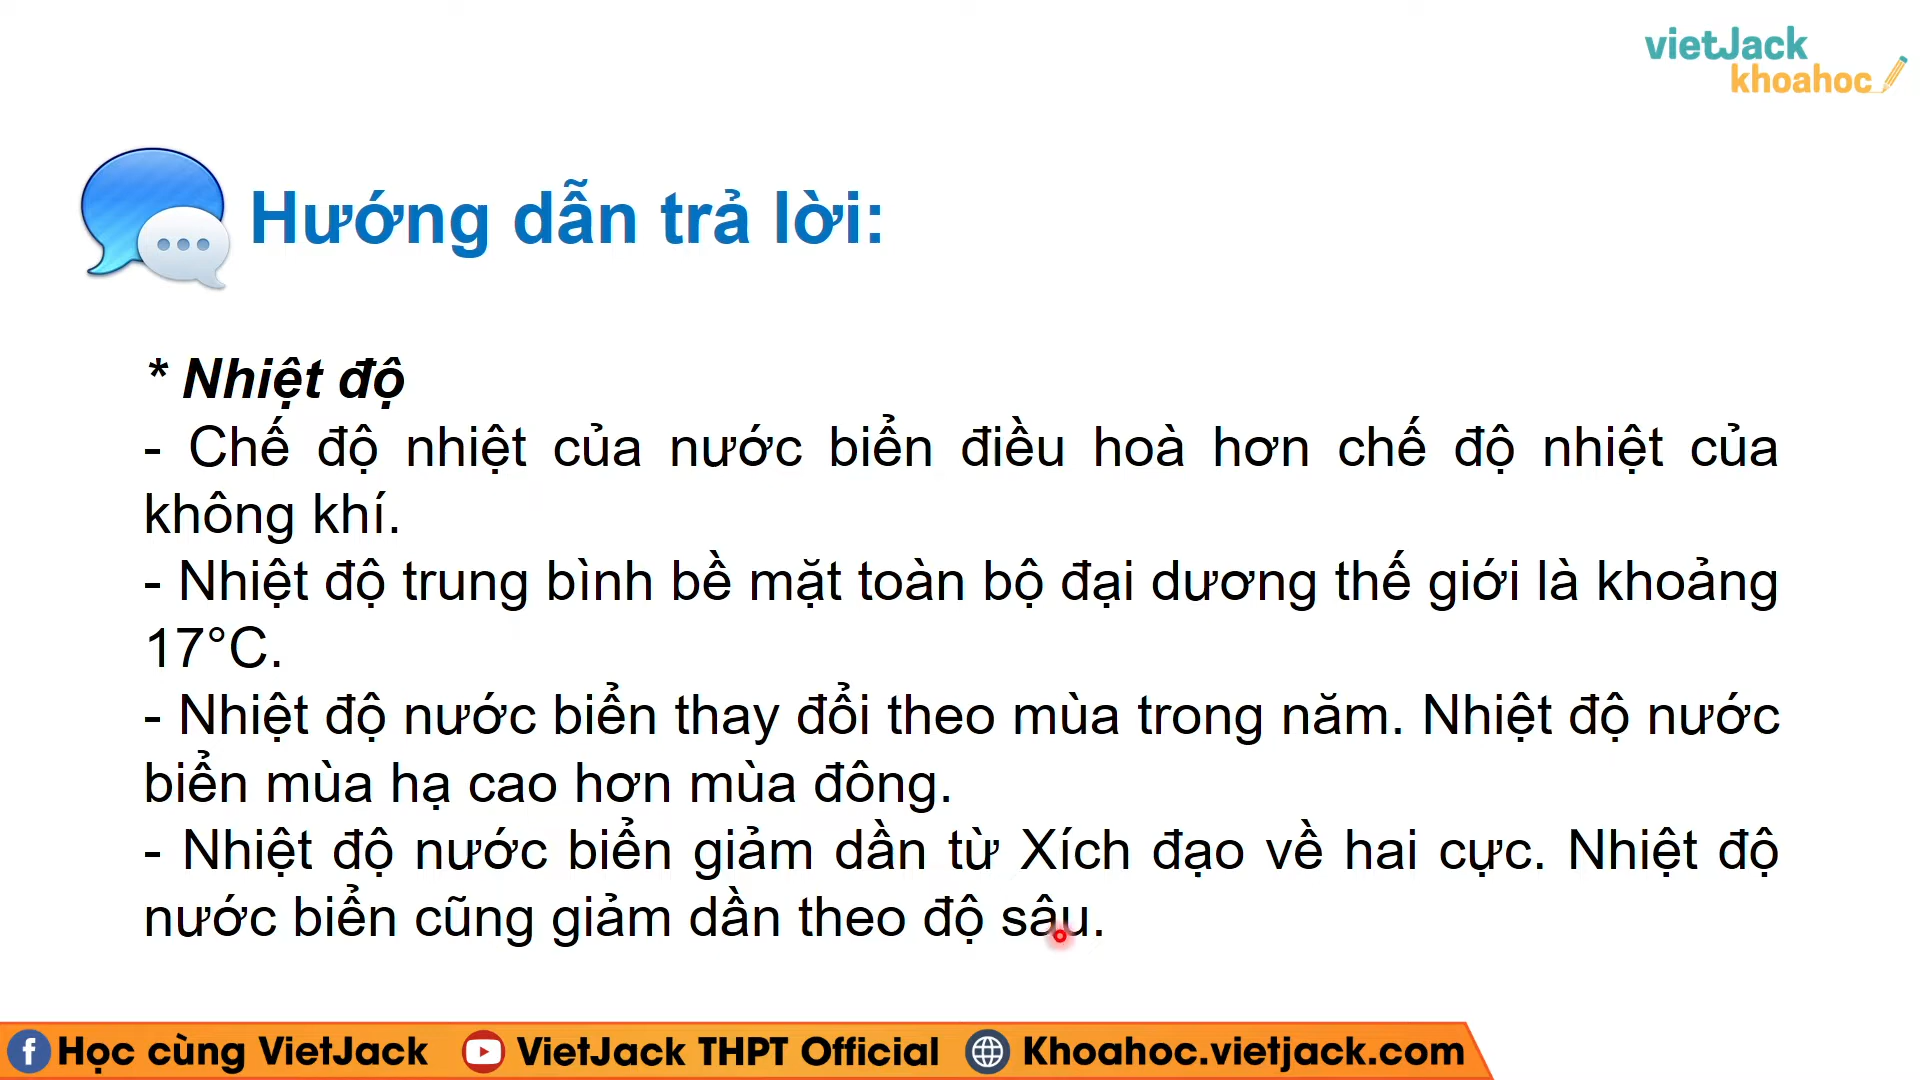 vietJack
khoahoc
Hướng dẫn trả lời:
* Nhiệt độ
- Chế độ nhiệt của nước biển điều hoà hơn chế độ nhiệt của
không khí.
- Nhiệt độ trung bình bề mặt toàn bộ đại dương thế giới là khoảng
17°C.
- Nhiệt độ nước biển thay đổi theo mùa trong năm. Nhiệt độ nước
biển mùa hạ cao hơn mùa đông.
- Nhiệt độ nước biển giảm dần từ Xích đạo về hai cực. Nhiệt độ
nước biển cũng giảm dần theo độ sâu.
Học cùng VietJack VietJack THPT Official Khoahoc.vietjack.com